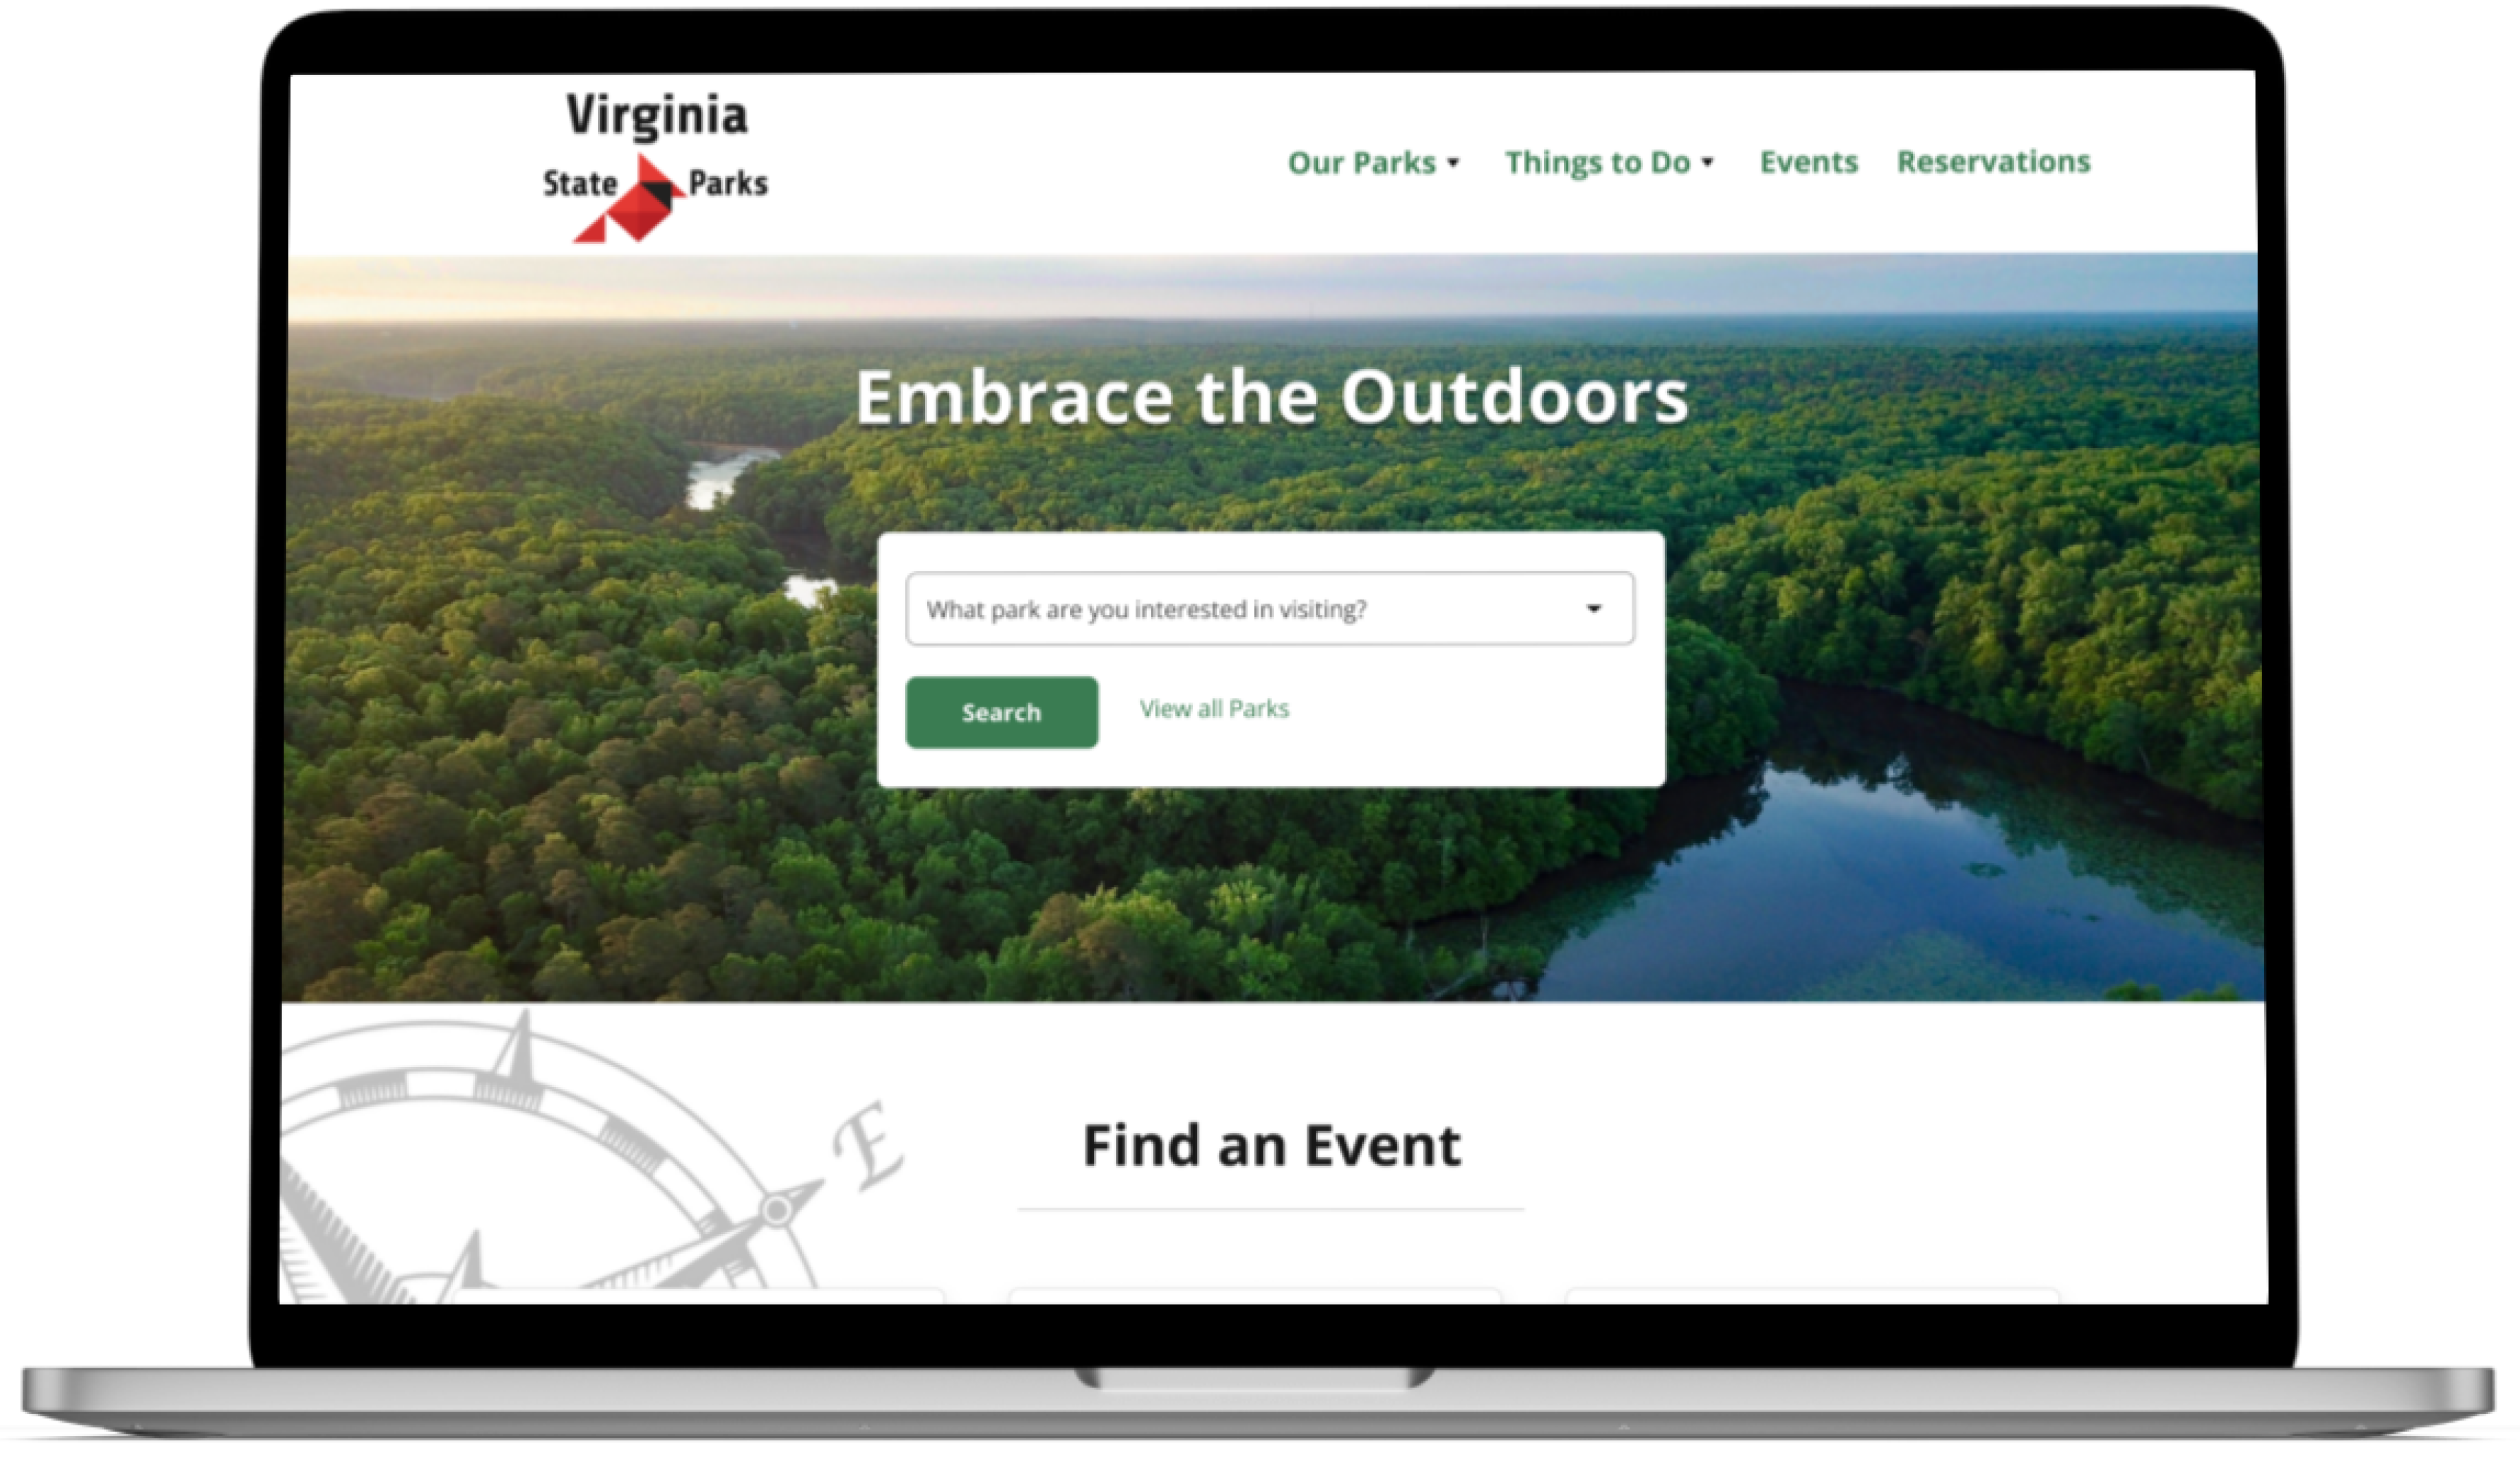 Virginia
State Parks
Our Parks Things to Do Events Reservations
Embrace the Outdoors
What park are you interested in visiting?
Search View all Parks
E
Find an Event